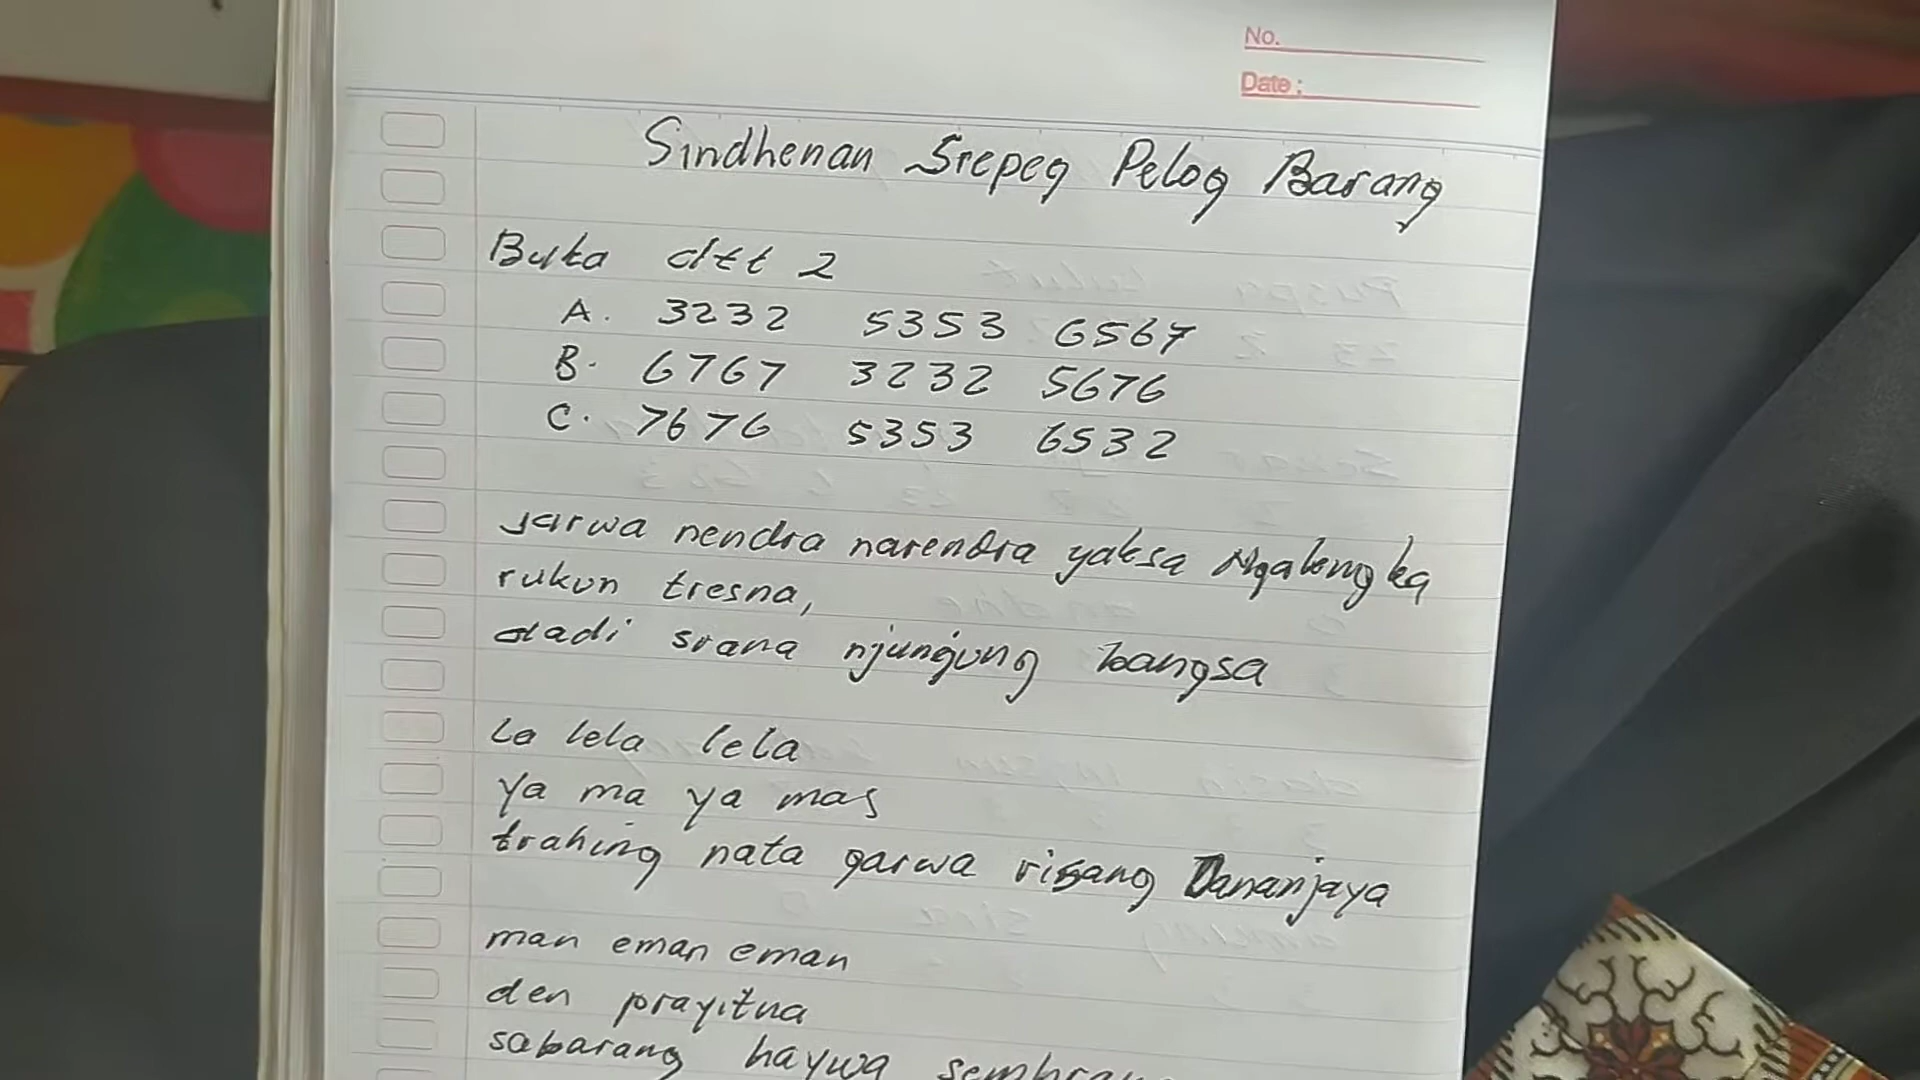 No.
Date :
Sindhenan Srepeg Pelog Barang
Buka dtt 2
A. 3232 5353 6567
B. 6767 3232 5676
C. 7676 5353 6532
Jarwa nendra narendra yaksa Ngalengka
rukun tresna,
dadi srana njungjung bangsa
La lela lela
Ya ma ya mas
trahing nata garwa risang Dananjaya
man eman eman
den prayitna
sabarang haywa